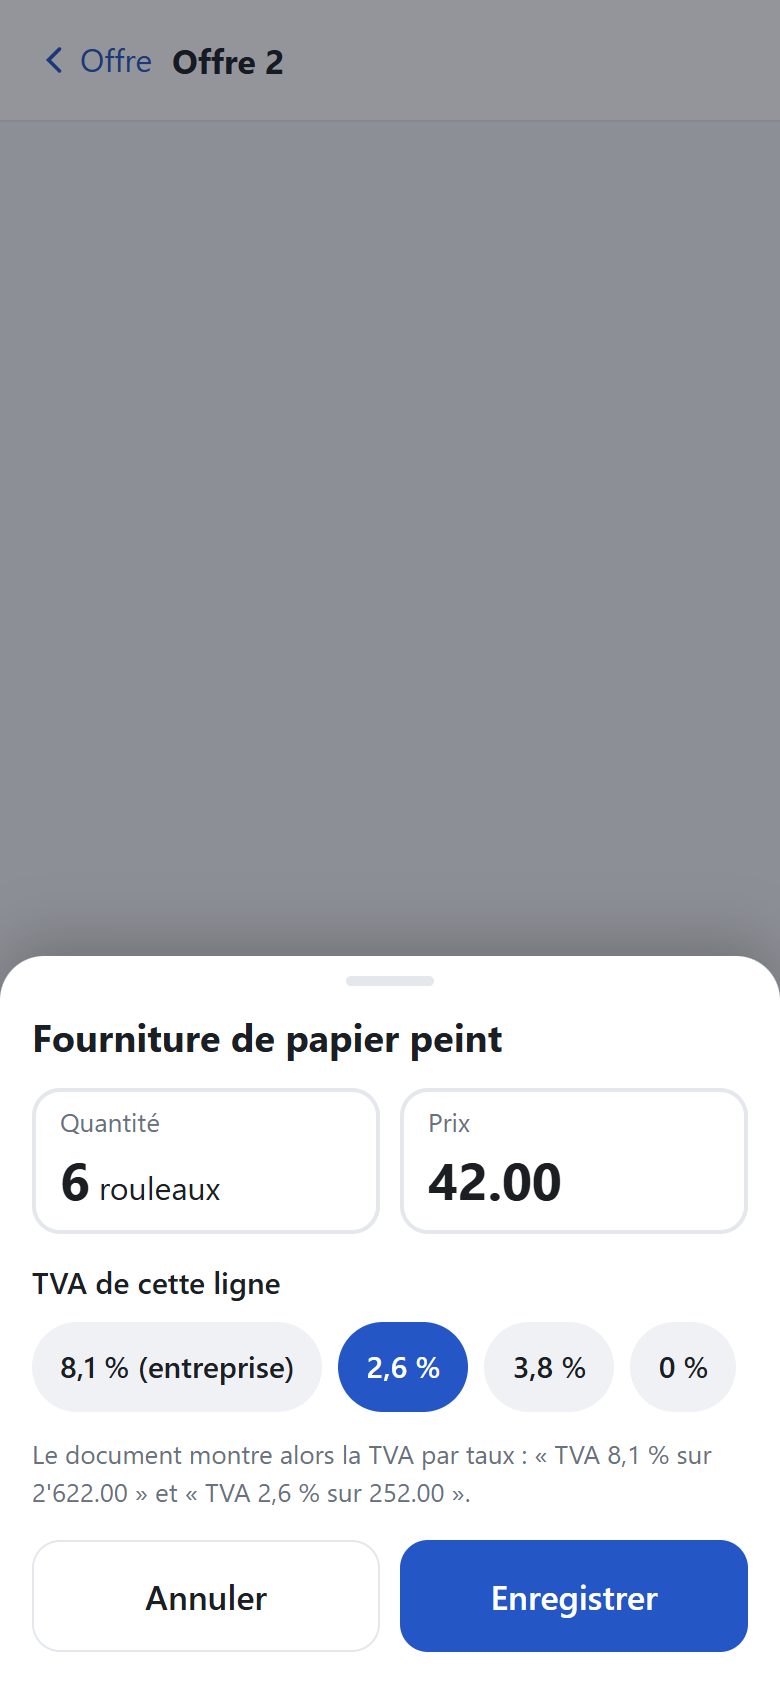 Offre Offre 2
Fourniture de papier peint
Quantité Prix
6 rouleaux 42.00
TVA de cette ligne
8,1 % (entreprise) 2,6 % 3,8 % 0 %
Le document montre alors la TVA par taux : « TVA 8,1 % sur
2'622.00 » et « TVA 2,6 % sur 252.00 ».
Annuler Enregistrer